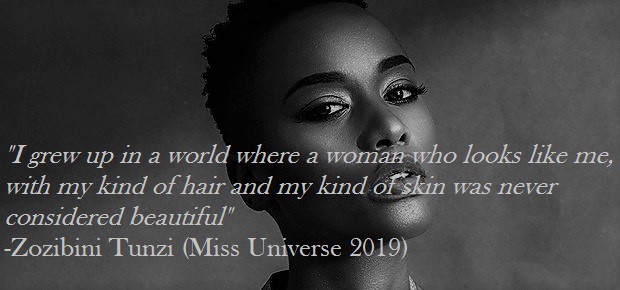 "I grew up in a world where a woman who looks like me,
with my kind of hair and my kind of skin was never
considered beautiful"
-Zozibini Tunzi (Miss Universe 2019)